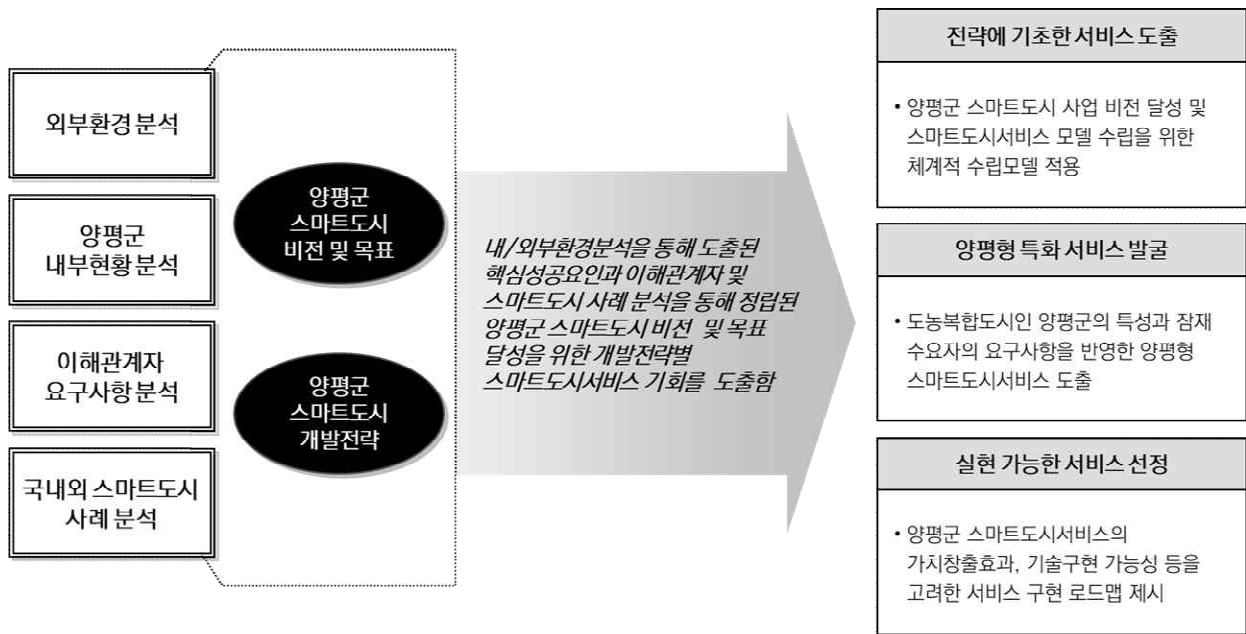 외부환경 분석
양평군
내부현황 분석
이해관계자
요구사항 분석
국내외 스마트도시
사례 분석
양평군
스마트도시
비전 및 목표
양평군
스마트도시
개발전략
내/외부환경분석을 통해 도출된
핵심성공요인과 이해관계자 및
스마트도시 사례 분석을 통해 정립된
양평군 스마트도시 비전 및 목표
달성을 위한 개발전략별
스마트도시서비스 기회를 도출함
전략에 기초한 서비스 도출
• 양평군 스마트도시 사업 비전 달성 및
스마트도시서비스 모델 수립을 위한
체계적 수립모델 적용
양평형 특화 서비스 발굴
• 도농복합도시인 양평군의 특성과 잠재
수요자의 요구사항을 반영한 양평형
스마트도시서비스 도출
실현 가능한 서비스 선정
• 양평군 스마트도시서비스의
가치창출효과, 기술구현 가능성 등을
고려한 서비스 구현 로드맵 제시